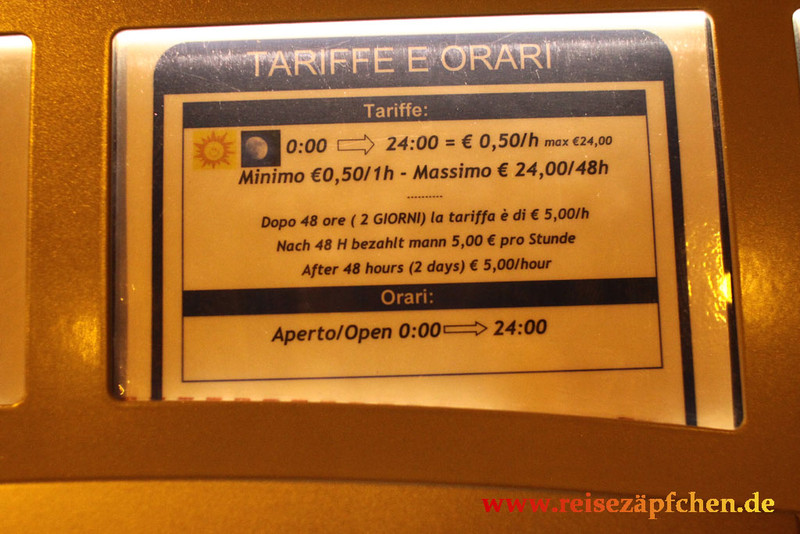 TARIFFE E ORARI
Tariffe:
0:00 24:00 = € 0,50/h max €24,00
Minimo €0,50/1h - Massimo € 24,00/48h
----------
Dopo 48 ore ( 2 GIORNI) la tariffa è di € 5,00/h
Nach 48 H bezahlt mann 5,00 € pro Stunde
After 48 hours (2 days) € 5,00/hour
Orari:
Aperto/Open 0:00 24:00
www.reisezäpfchen.de